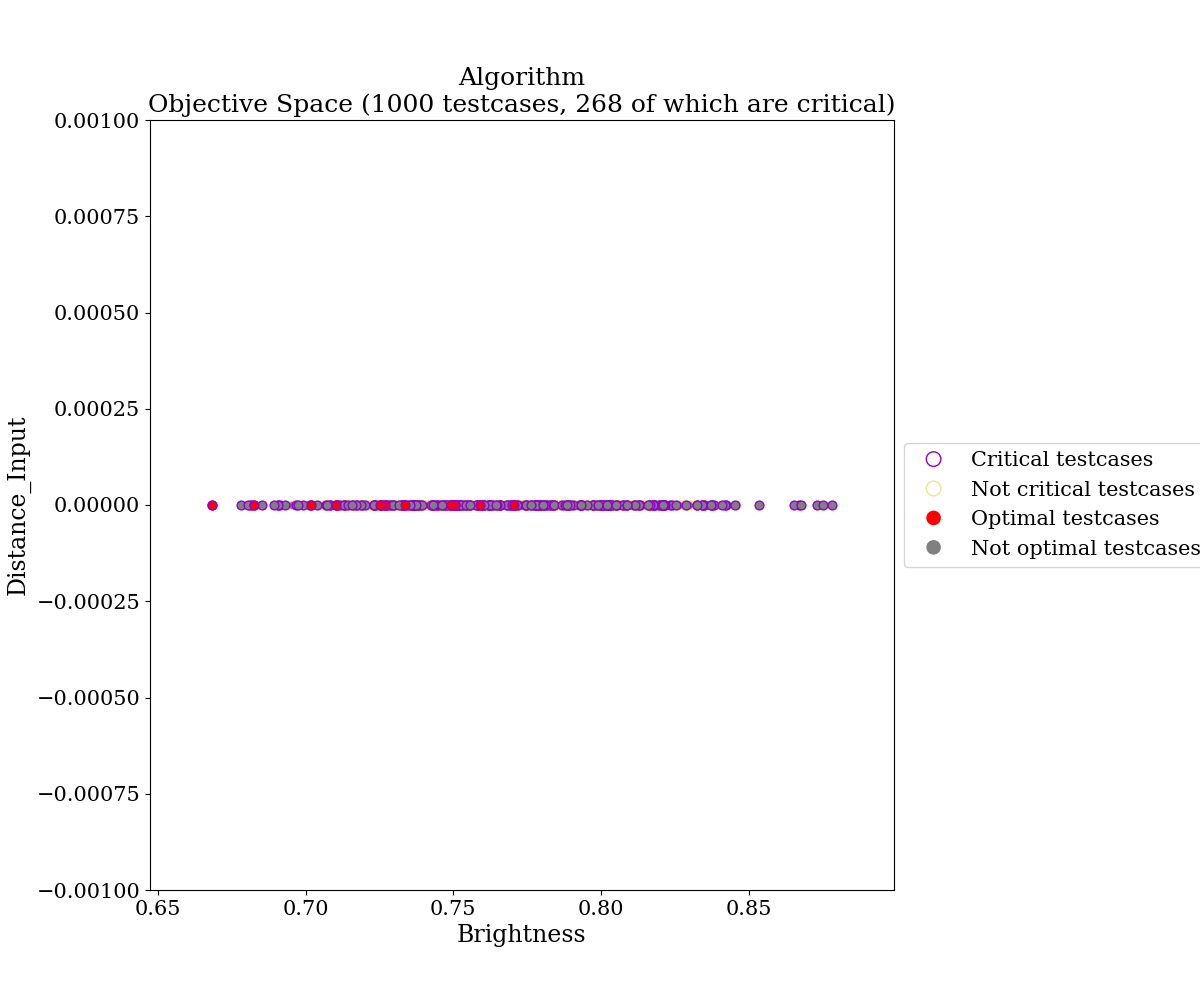 Algorithm
Objective Space (1000 testcases, 268 of which are critical)
0.00100
0.00075
0.00050
0.00025
0.00000
−0.00025
−0.00050
−0.00075
−0.00100
Distance_Input
0.65 0.70 0.75 0.80 0.85
Brightness
Critical testcases
Not critical testcases
Optimal testcases
Not optimal testcases